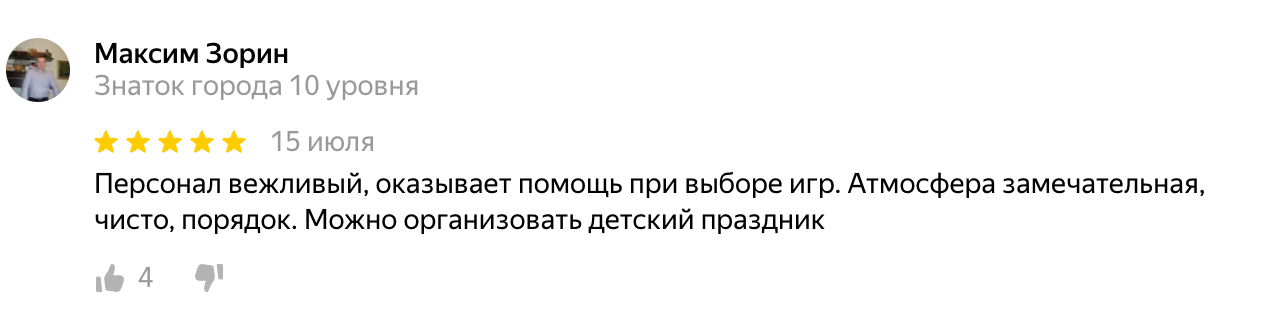 Максим Зорин
Знаток города 10 уровня
15 июля
Персонал вежливый, оказывает помощь при выборе игр. Атмосфера замечательная,
чисто, порядок. Можно организовать детский праздник
4